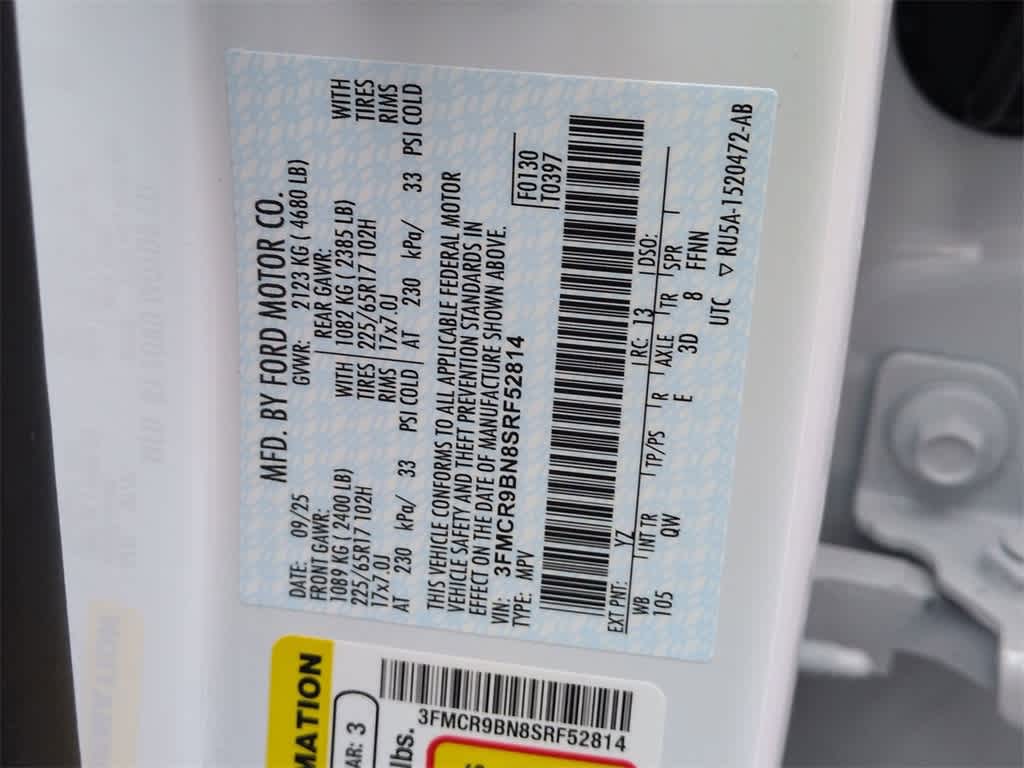 MFD. BY FORD MOTOR CO.
DATE: 09/25 GVWR: 2123 KG ( 4680 LB)
FRONT GAWR: REAR GAWR:
1089 KG ( 2400 LB) WITH 1082 KG ( 2385 LB) WITH
225/65R17 102H TIRES 225/65R17 102H TIRES
17x7.0J RIMS 17x7.0J RIMS
AT 230 kPa/ 33 PSI COLD AT 230 kPa/ 33 PSI COLD
THIS VEHICLE CONFORMS TO ALL APPLICABLE FEDERAL MOTOR
VEHICLE SAFETY AND THEFT PREVENTION STANDARDS IN
EFFECT ON THE DATE OF MANUFACTURE SHOWN ABOVE.
VIN: 3FMCR9BN8SRF52814 F0130
TYPE: MPV T0397
EXT PNT: YZ RC: 13 DSO:
WB INT TR TP/PS R AXLE TR SPR
105 QW E 3D 8 FFNN
UTC ▽ RU5A-1520472-AB
MATION
AR: 3
lbs.
3FMCR9BN8SRF52814